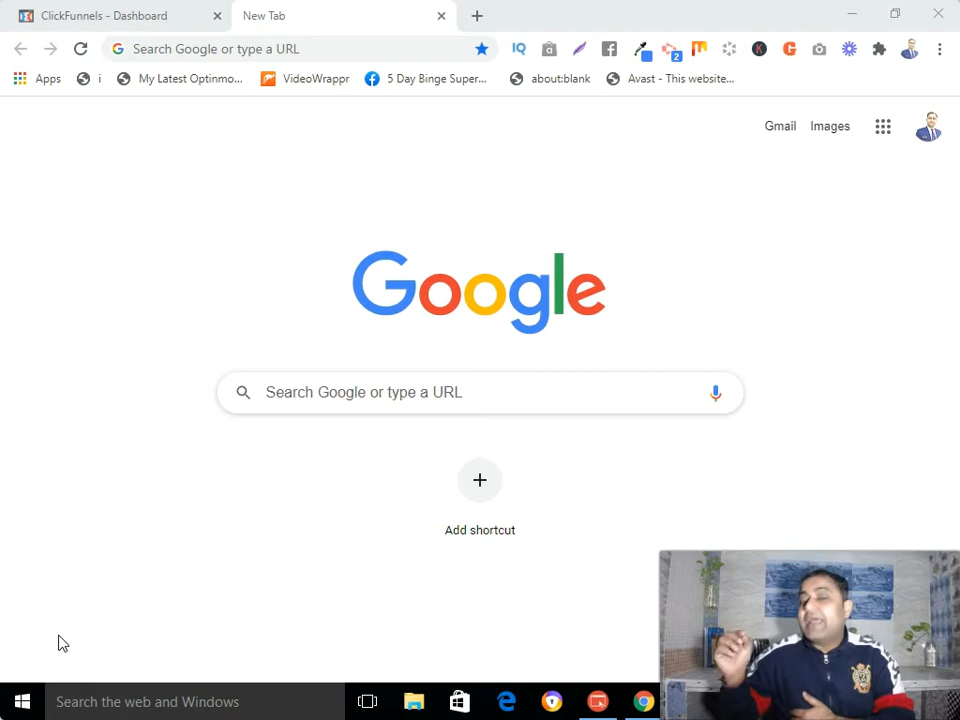 ClickFunnels - Dashboard
New Tab
Search Google or type a URL
IQ
a
2
K
G
Apps
i
My Latest Optinmo...
VideoWrappr
5 Day Binge Super...
about:blank
Avast - This website...
Gmail
Images
Google
Search Google or type a URL
Add shortcut
Search the web and Windows